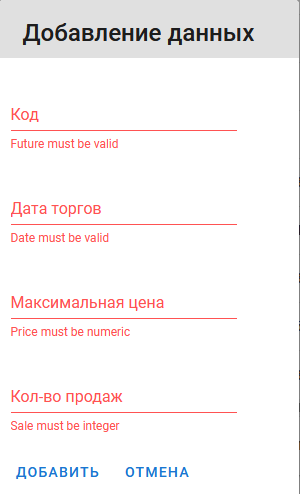 Добавление данных
Код
Future must be valid
Дата торгов
Date must be valid
Максимальная цена
Price must be numeric
Кол-во продаж
Sale must be integer
ДОБАВИТЬ ОТМЕНА